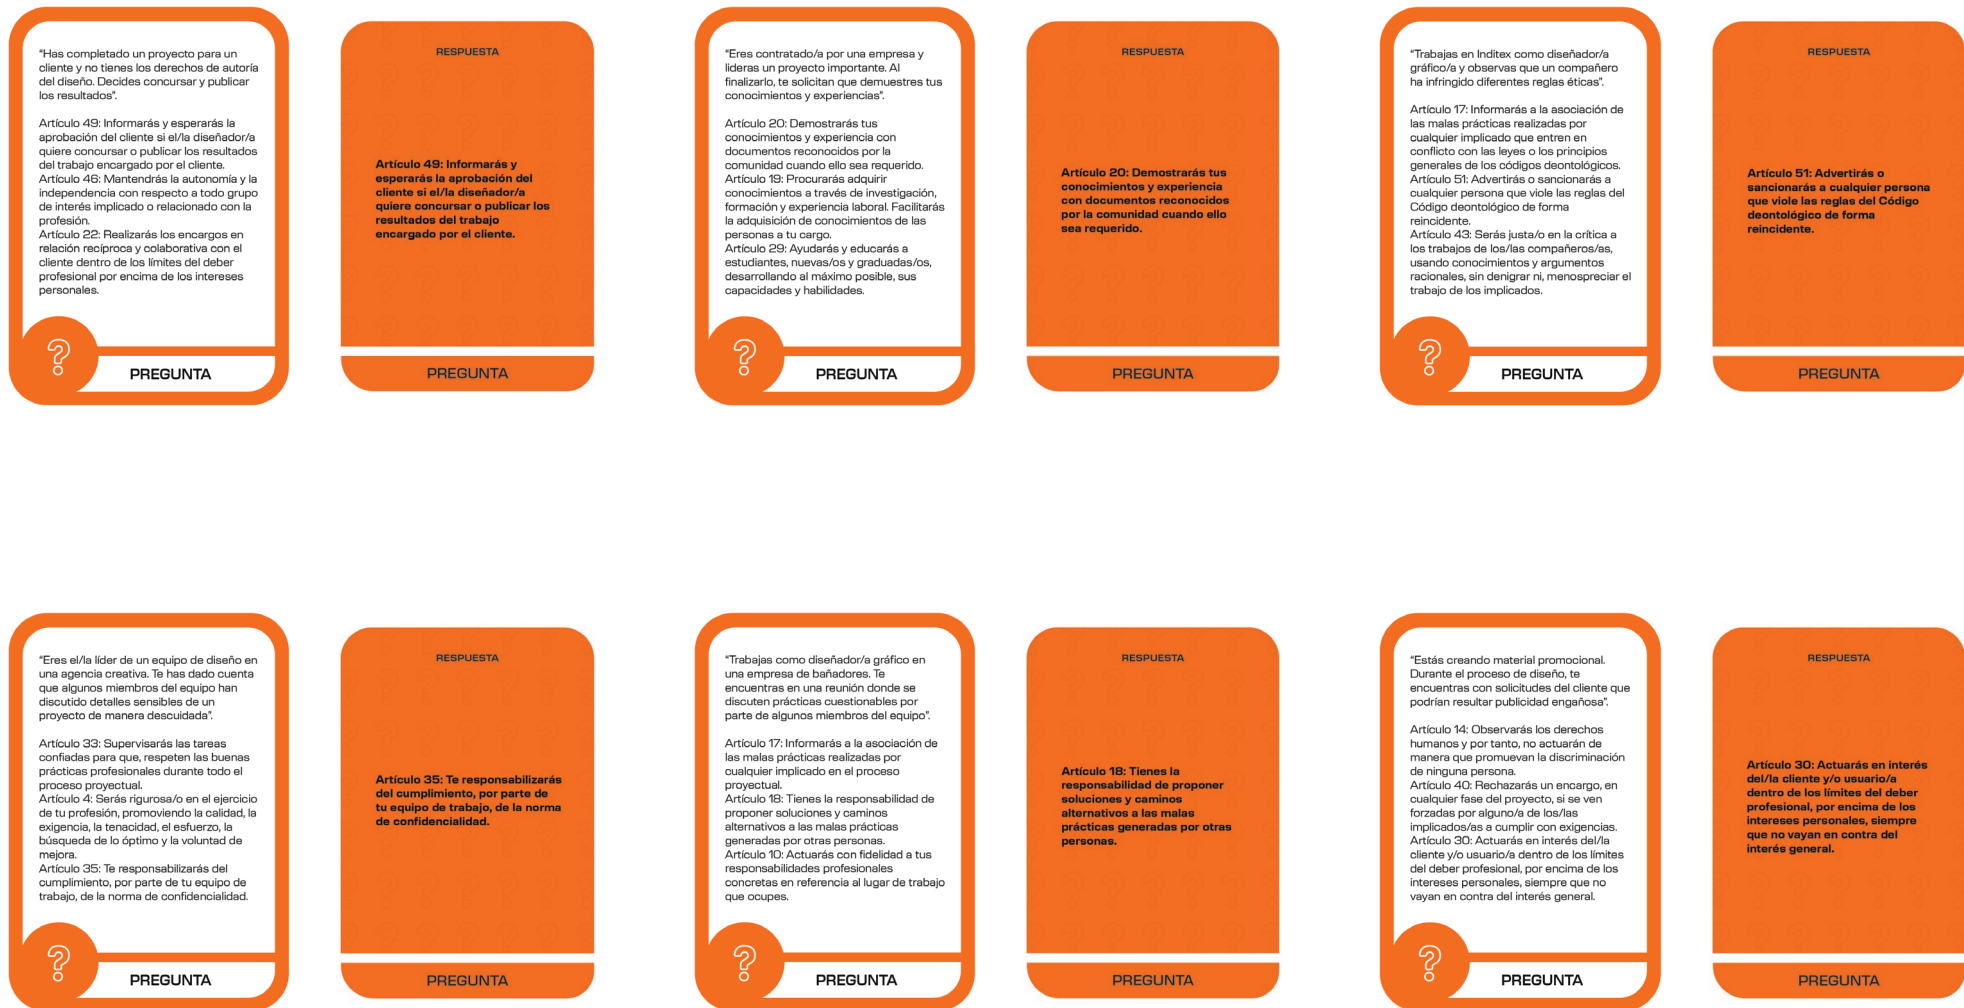 “Has completado un proyecto para un
cliente y no tienes los derechos de autoría
del diseño. Decides concursar y publicar
los resultados”.
Artículo 49: Informarás y esperarás la
aprobación del cliente si el/la diseñador/a
quiere concursar o publicar los resultados
del trabajo encargado por el cliente.
Artículo 46: Mantendrás la autonomía y la
independencia con respecto a todo grupo
de interés implicado o relacionado con la
profesión.
Artículo 22: Realizarás los encargos en
relación recíproca y colaborativa con el
cliente dentro de los límites del deber
profesional por encima de los intereses
personales.
?
PREGUNTA
RESPUESTA
Artículo 49: Informarás y
esperarás la aprobación del
cliente si el/la diseñador/a
quiere concursar o publicar los
resultados del trabajo
encargado por el cliente.
PREGUNTA
“Eres contratado/a por una empresa y
lideras un proyecto importante. Al
finalizarlo, te solicitan que demuestres tus
conocimientos y experiencias”.
Artículo 20: Demostrarás tus
conocimientos y experiencia con
documentos reconocidos por la
comunidad cuando ello sea requerido.
Artículo 19: Procurarás adquirir
conocimientos a través de investigación,
formación y experiencia laboral. Facilitarás
la adquisición de conocimientos de las
personas a tu cargo.
Artículo 29: Ayudarás y educarás a
estudiantes, nuevas/os y graduadas/os,
desarrollando al máximo posible, sus
capacidades y habilidades.
?
PREGUNTA
RESPUESTA
Artículo 20: Demostrarás tus
conocimientos y experiencia
con documentos reconocidos
por la comunidad cuando ello
sea requerido.
PREGUNTA
“Trabajas en Inditex como diseñador/a
gráfico/a y observas que un compañero
ha infringido diferentes reglas éticas”.
Artículo 17: Informarás a la asociación de
las malas prácticas realizadas por
cualquier implicado que entren en
conflicto con las leyes o los principios
generales de los códigos deontológicos.
Artículo 51: Advertirás o sancionarás a
cualquier persona que viole las reglas del
Código deontológico de forma
reincidente.
Artículo 43: Serás justa/o en la crítica a
los trabajos de los/las compañeros/as,
usando conocimientos y argumentos
racionales, sin denigrar ni, menospreciar el
trabajo de los implicados.
?
PREGUNTA
RESPUESTA
Artículo 51: Advertirás o
sancionarás a cualquier persona
que viole las reglas del Código
deontológico de forma
reincidente.
PREGUNTA
“Eres el/la líder de un equipo de diseño en
una agencia creativa. Te has dado cuenta
que algunos miembros del equipo han
discutido detalles sensibles de un
proyecto de manera descuidada”.
Artículo 33: Supervisarás las tareas
confiadas para que, respeten las buenas
prácticas profesionales durante todo el
proceso proyectual.
Artículo 4: Serás rigurosa/o en el ejercicio
de tu profesión, promoviendo la calidad, la
exigencia, la tenacidad, el esfuerzo, la
búsqueda de lo óptimo y la voluntad de
mejora.
Artículo 35: Te responsabilizarás del
cumplimiento, por parte de tu equipo de
trabajo, de la norma de confidencialidad.
?
PREGUNTA
RESPUESTA
Artículo 35: Te responsabilizarás
del cumplimiento, por parte de
tu equipo de trabajo, de la norma
de confidencialidad.
PREGUNTA
“Trabajas como diseñador/a gráfico en
una empresa de bañadores. Te
encuentras en una reunión donde se
discuten prácticas cuestionables por
parte de algunos miembros del equipo”.
Artículo 17: Informarás a la asociación de
las malas prácticas realizadas por
cualquier implicado en el proceso
proyectual.
Artículo 18: Tienes la responsabilidad de
proponer soluciones y caminos
alternativos a las malas prácticas
generadas por otras personas.
Artículo 10: Actuarás con fidelidad a tus
responsabilidades profesionales
concretas en referencia al lugar de trabajo
que ocupes.
?
PREGUNTA
RESPUESTA
Artículo 18: Tienes la
responsabilidad de proponer
soluciones y caminos
alternativos a las malas
prácticas generadas por otras
personas.
PREGUNTA
“Estás creando material promocional.
Durante el proceso de diseño, te
encuentras con solicitudes del cliente que
podrían resultar publicidad engañosa”.
Artículo 14: Observarás los derechos
humanos y por tanto, no actuarán de
manera que promuevan la discriminación
de ninguna persona.
Artículo 40: Rechazarás un encargo, en
cualquier fase del proyecto, si se ven
forzadas por alguno/a de los/las
implicados/as a cumplir con exigencias.
Artículo 30: Actuarás en interés del/la
cliente y/o usuario/a dentro de los límites
del deber profesional, por encima de los
intereses personales, siempre que no
vayan en contra del interés general.
?
PREGUNTA
RESPUESTA
Artículo 30: Actuarás en interés
del/la cliente y/o usuario/a
dentro de los límites del deber
profesional, por encima de los
intereses personales, siempre
que no vayan en contra del
interés general.
PREGUNTA